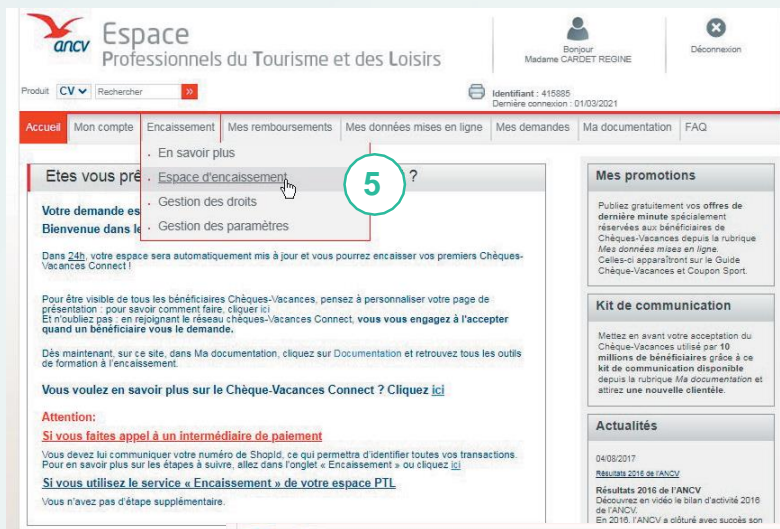 ancv
Espace
Professionnels du Tourisme et des Loisirs
Bonjour
Madame CARDET REGINE
Déconnexion
Produit CV Rechercher »
Identifiant : 415885
Dernière connexion : 01/03/2021
Accueil Mon compte Encaissement Mes remboursements Mes données mises en ligne Mes demandes Ma documentation FAQ
. En savoir plus
. Espace d'encaissement
. Gestion des droits
. Gestion des paramètres
5
Etes vous prê ?
Votre demande es
Bienvenue dans le
Dans 24h, votre espace sera automatiquement mis à jour et vous pourrez encaisser vos premiers Chèques-
Vacances Connect !
Pour être visible de tous les bénéficiaires Chèques-Vacances, pensez à personnaliser votre page de
présentation : pour savoir comment faire, cliquer ici
Et n'oubliez pas : en rejoignant le réseau chèques-Vacances Connect, vous vous engagez à l'accepter
quand un bénéficiaire vous le demande.
Dès maintenant, sur ce site, dans Ma documentation, cliquez sur Documentation et retrouvez tous les outils
de formation à l'encaissement.
Vous voulez en savoir plus sur le Chèque-Vacances Connect ? Cliquez ici
Attention:
Si vous faites appel à un intermédiaire de paiement
Vous devez lui communiquer votre numéro de ShopId, ce qui permettra d'identifier toutes vos transactions.
Pour en savoir plus sur les étapes à suivre, allez dans l'onglet « Encaissement » ou cliquez ici
Si vous utilisez le service « Encaissement » de votre espace PTL
Vous n'avez pas d'étape supplémentaire.
Mes promotions
Publiez gratuitement vos offres de
dernière minute spécialement
réservées aux bénéficiaires de
Chèques-Vacances depuis la rubrique
Mes données mises en ligne.
Celles-ci apparaîtront sur le Guide
Chèque-Vacances et Coupon Sport.
Kit de communication
Mettez en avant votre acceptation du
Chèque-Vacances utilisé par 10
millions de bénéficiaires grâce à ce
kit de communication disponible
depuis la rubrique Ma documentation et
attirez une nouvelle clientèle.
Actualités
04/08/2017
Résultats 2016 de l'ANCV
Résultats 2016 de l'ANCV
Découvrez en vidéo le bilan d'activité 2016
de l'ANCV.
En 2016, l'ANCV a clôturé avec succès son